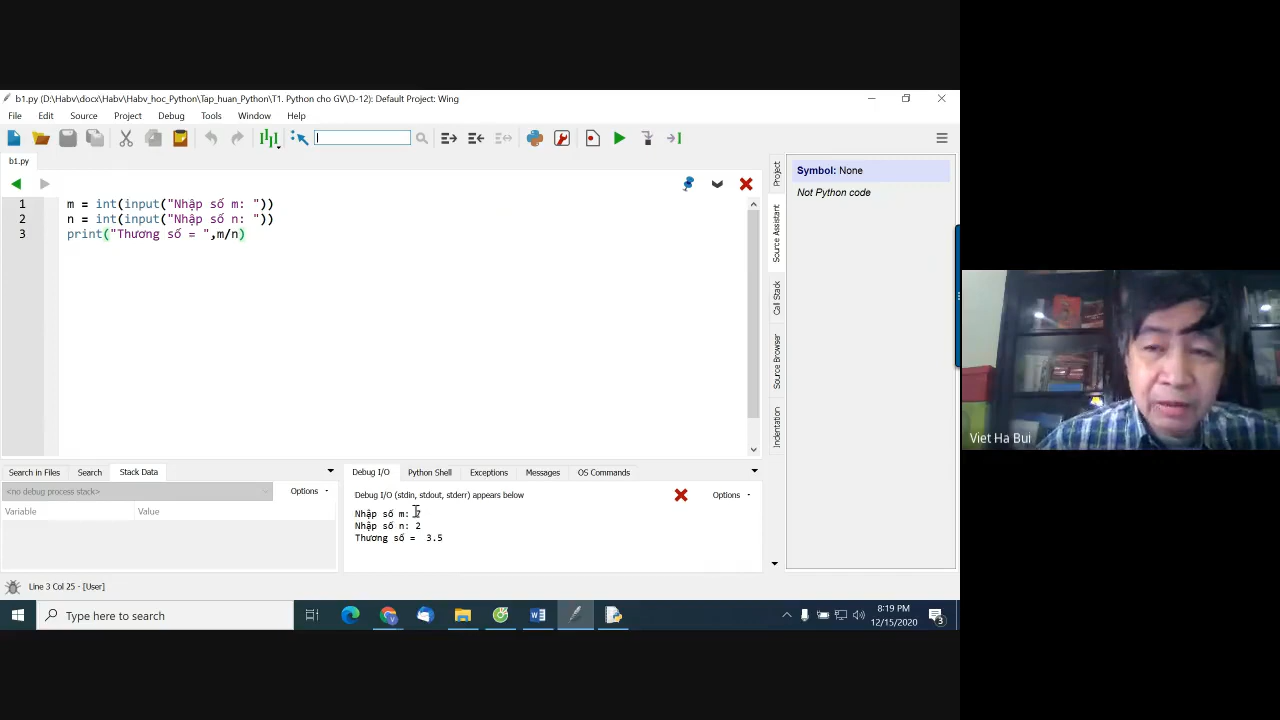 b1.py (D:\Habv\docx\Habv\Habv_hoc_Python\Tap_huan_Python\T1. Python cho GV\D-12): Default Project: Wing
File Edit Source Project Debug Tools Window Help
b1.py
1 m = int(input("Nhập số m: "))
2 n = int(input("Nhập số n: "))
3 print("Thương số = ",m/n)
Project
Source Assistant
Call Stack
Source Browser
Indentation
Symbol: None
Not Python code
Viet Ha Bui
Search in Files Search Stack Data
<no debug process stack> Options
Variable Value
Debug I/O Python Shell Exceptions Messages OS Commands
Debug I/O (stdin, stdout, stderr) appears below Options
Nhập số m:
Nhập số n: 2
Thương số =  3.5
Line 3 Col 25 - [User]
Type here to search
8:19 PM
12/15/2020
3